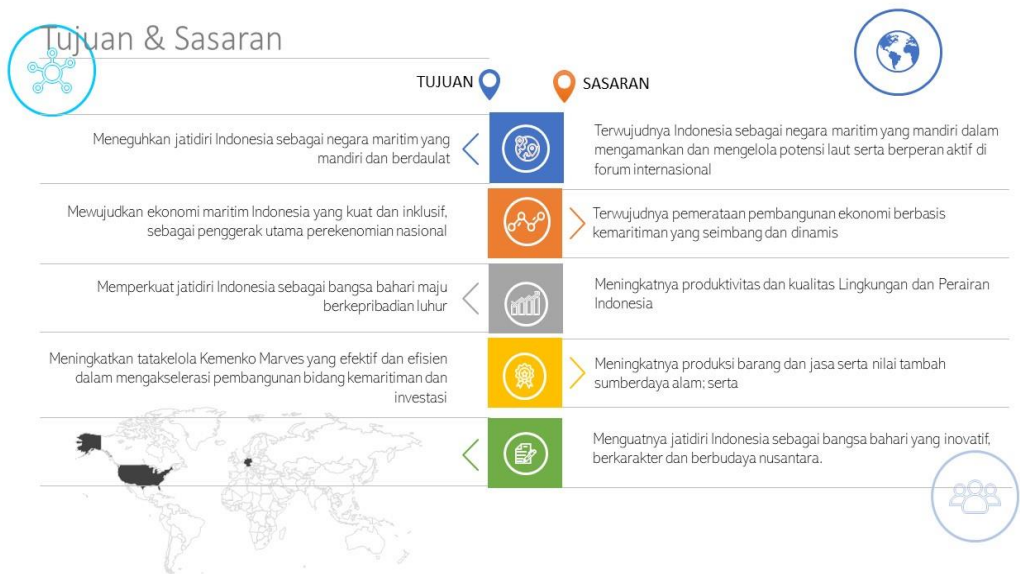 Tujuan & Sasaran
TUJUAN
SASARAN
Meneguhkan jatidiri Indonesia sebagai negara maritim yang
mandiri dan berdaulat
Terwujudnya Indonesia sebagai negara maritim yang mandiri dalam
mengamankan dan mengelola potensi laut serta berperan aktif di
forum internasional
Mewujudkan ekonomi maritim Indonesia yang kuat dan inklusif,
sebagai penggerak utama perekenomian nasional
Terwujudnya pemerataan pembangunan ekonomi berbasis
kemaritiman yang seimbang dan dinamis
Memperkuat jatidiri Indonesia sebagai bangsa bahari maju
berkepribadian luhur
Meningkatnya produktivitas dan kualitas Lingkungan dan Perairan
Indonesia
Meningkatkan tatakelola Kemenko Marves yang efektif dan efisien
dalam mengakselerasi pembangunan bidang kemaritiman dan
investasi
Meningkatnya produksi barang dan jasa serta nilai tambah
sumberdaya alam; serta
Menguatnya jatidiri Indonesia sebagai bangsa bahari yang inovatif,
berkarakter dan berbudaya nusantara.